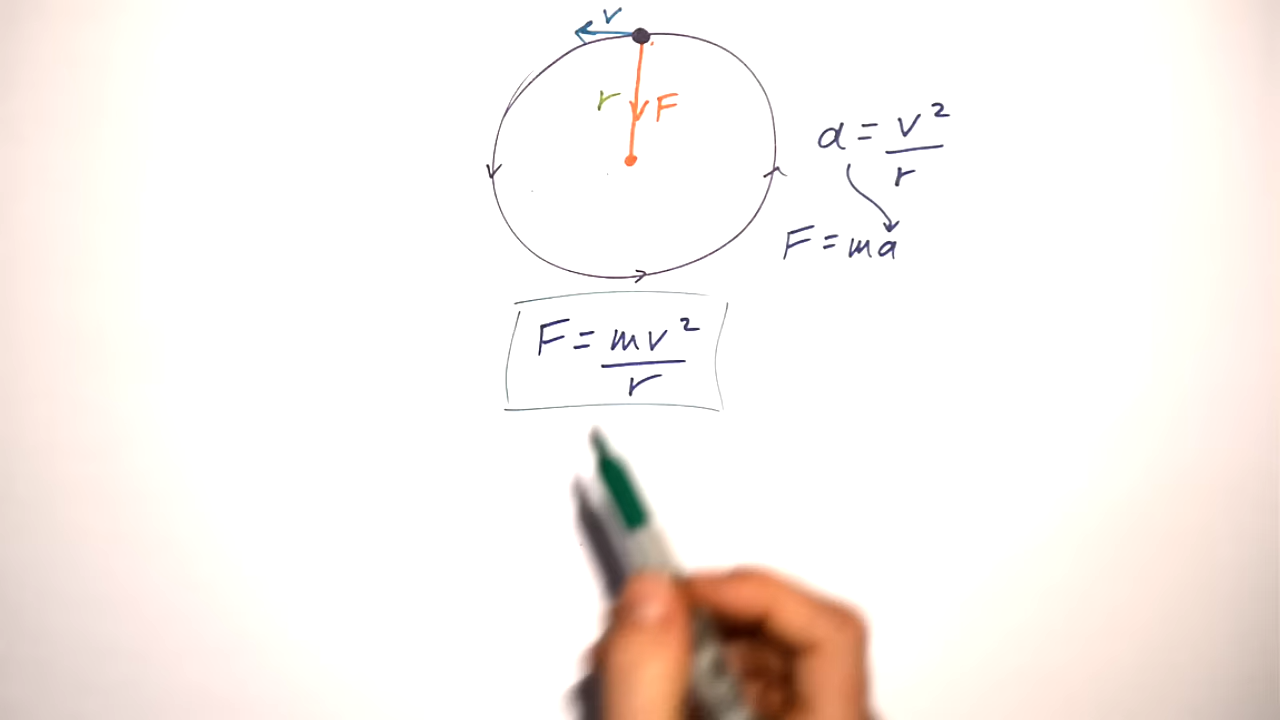 v
r F
a = v²/r
F = ma
F = mv²/r